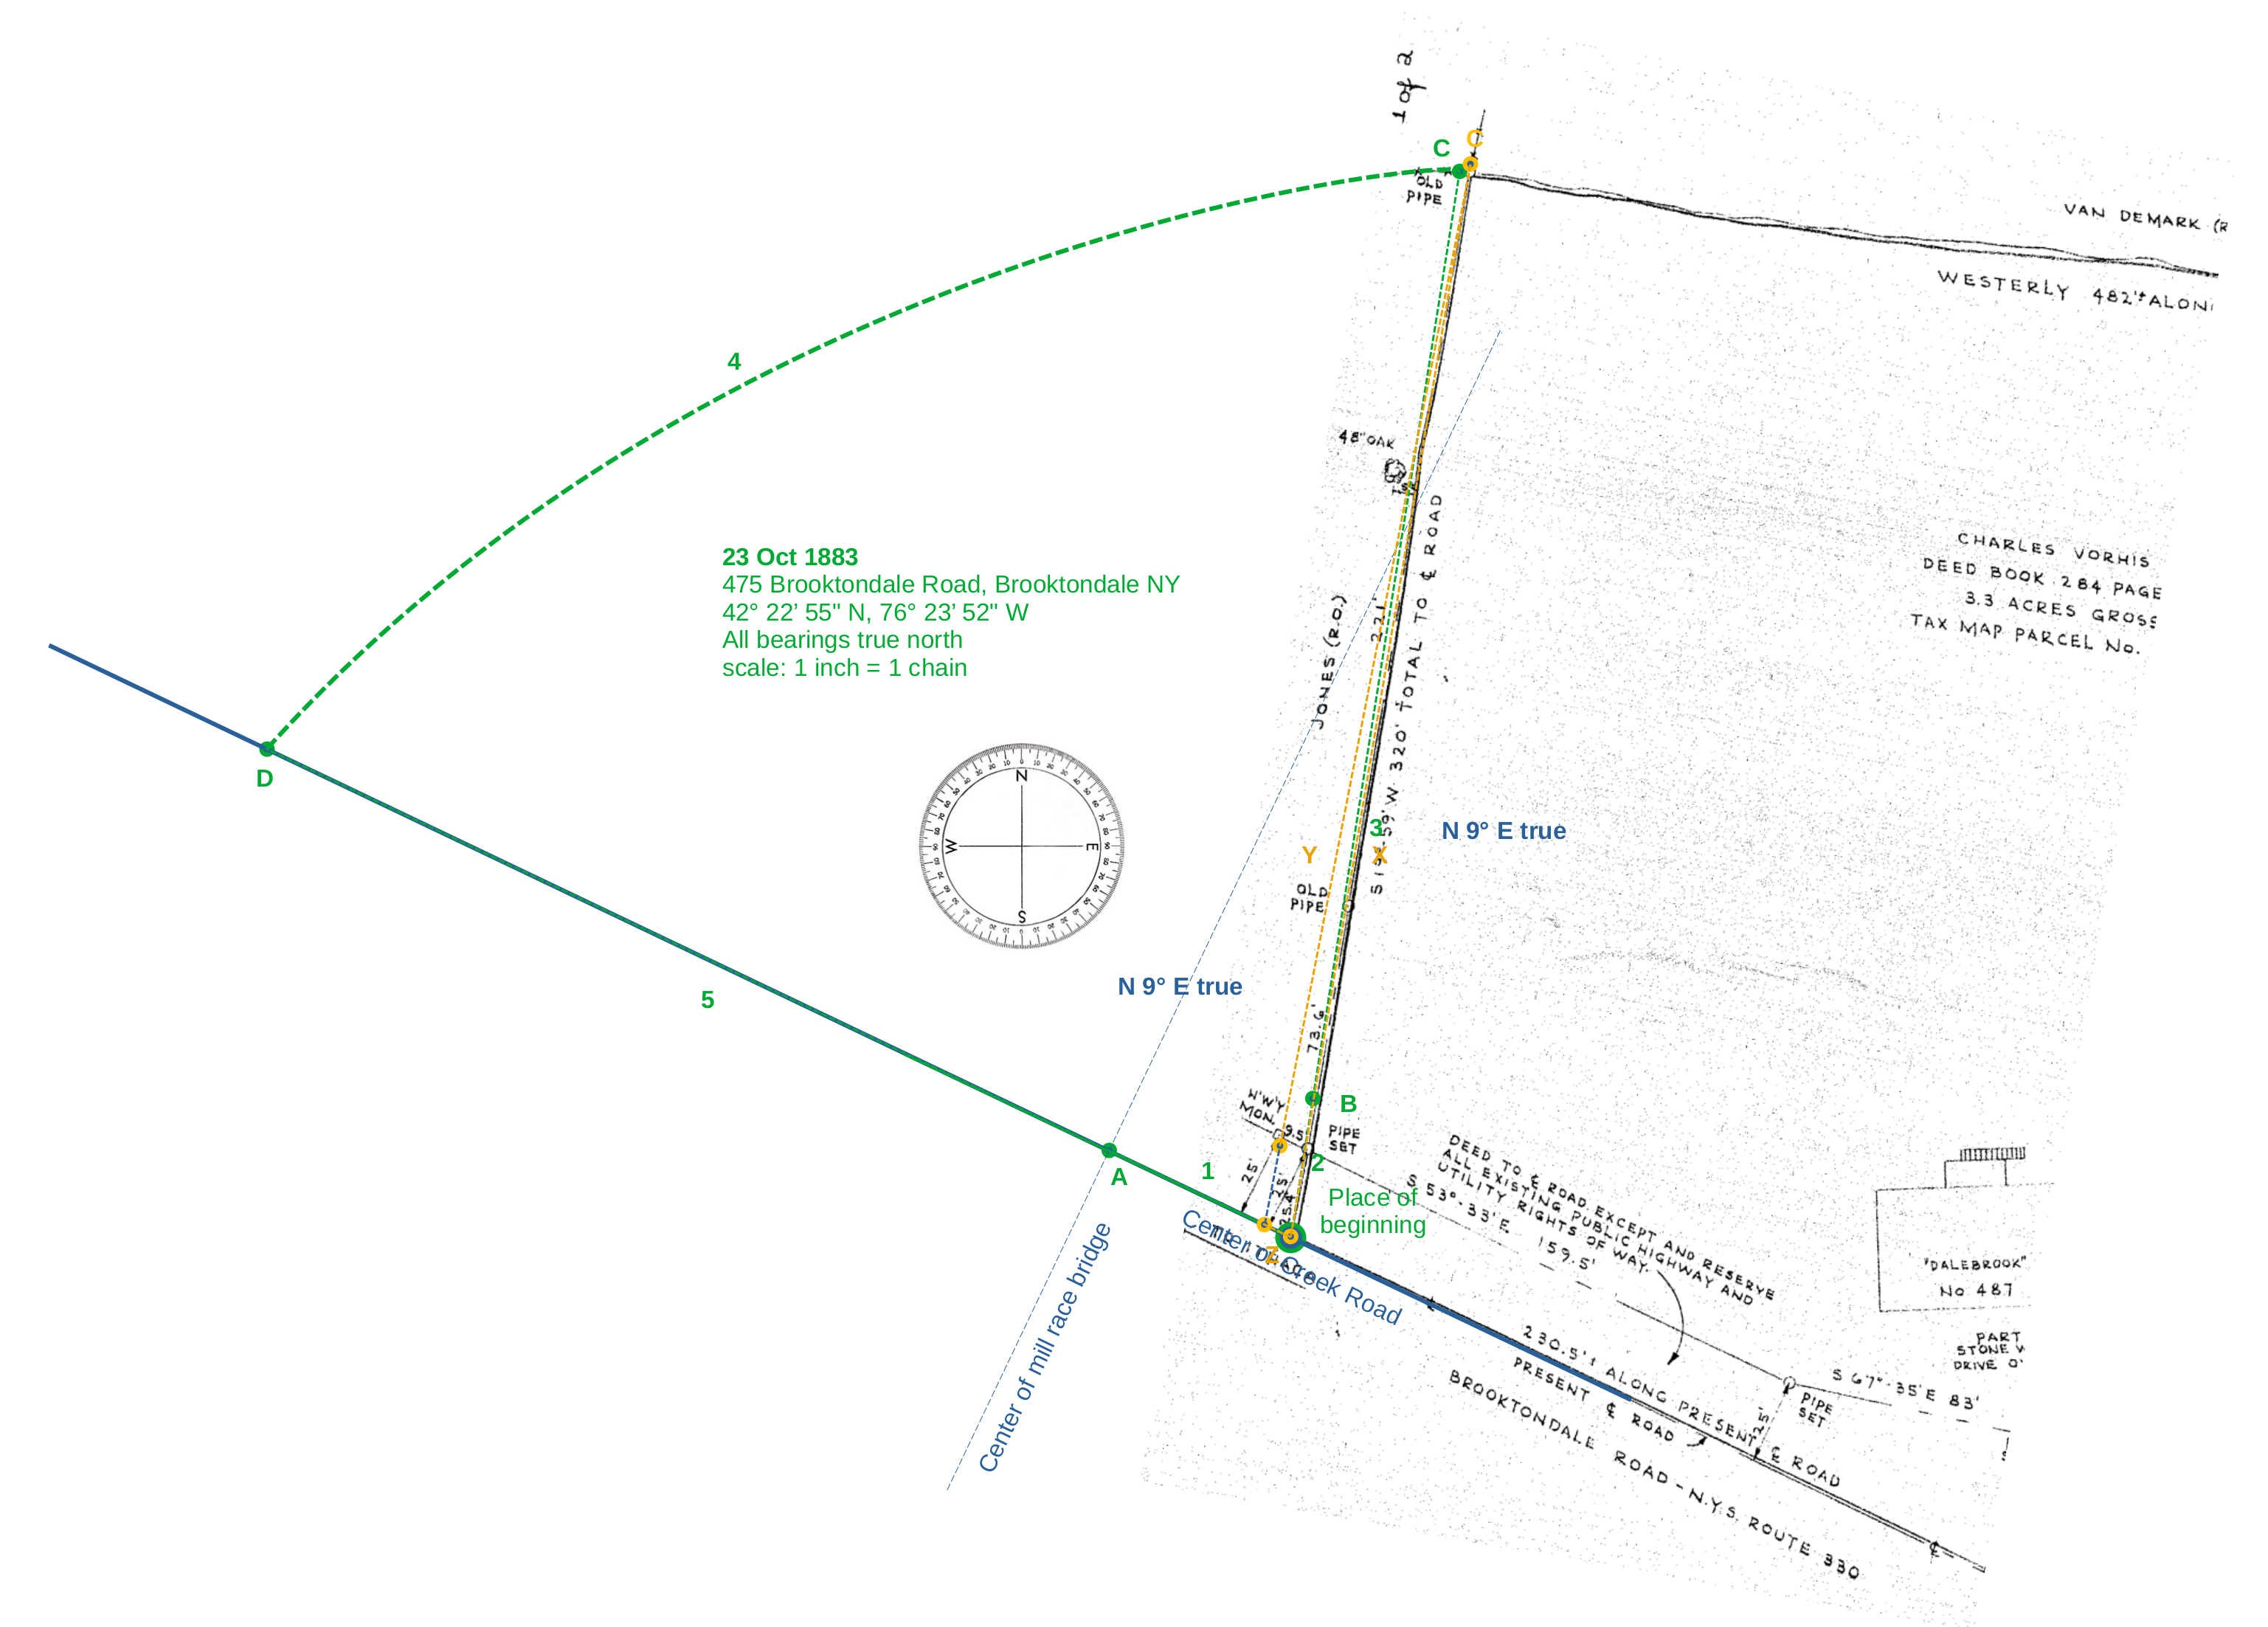 1 of 2
C
C
OLD
PIPE
VAN DEMARK (R
WESTERLY 482'± ALON
4
48" OAK
23 Oct 1883
475 Brooktondale Road, Brooktondale NY
42° 22’ 55" N, 76° 23’ 52" W
All bearings true north
scale: 1 inch = 1 chain
CHARLES VORHIS
DEED BOOK 284 PAGE
3.3 ACRES GROSS
TAX MAP PARCEL No.
JONES (R.O.)
221'
59' W 320' TOTAL TO ℄ ROAD
D
N
W
E
S
3
N 9° E true
Y
X
OLD
PIPE
N 9° E true
5
73.6'
B
H'W'Y
MON.
9.5'
PIPE
SET
A
1
2
25'
25'
25.4'
Place of
beginning
Z
Center of Creek Road
Center of mill race bridge
DEED TO ℄ ROAD EXCEPT AND RESERVE
ALL EXISTING PUBLIC HIGHWAY AND
UTILITY RIGHTS OF WAY.
S 53°-33' E 159.5'
"DALEBROOK"
No 487
PART
STONE W
DRIVE O'
230.5'± ALONG PRESENT ℄ ROAD
PRESENT ℄ ROAD
S 67°-35' E 83'
PIPE
SET
25'
BROOKTONDALE ROAD - N.Y.S. ROUTE 330
℄